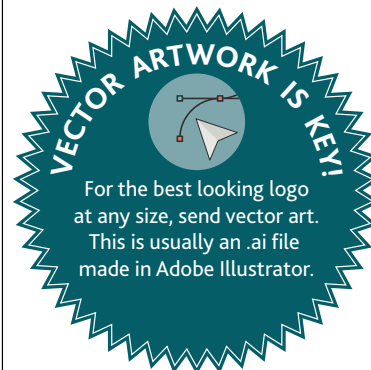 VECTOR ARTWORK IS KEY!
For the best looking logo
at any size, send vector art.
This is usually an .ai file
made in Adobe Illustrator.